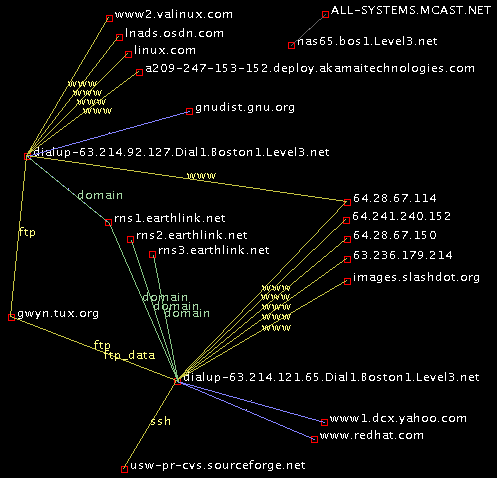 ALL-SYSTEMS.MCAST.NET
www2.valinux.com
lnads.osdn.com
nas65.bos1.Level3.net
linux.com
a209-247-153-152.deploy.akamaitechnologies.com
www
www
www
www
gnudist.gnu.org
dialup-63.214.92.127.Dial1.Boston1.Level3.net
www
domain
64.28.67.114
rns1.earthlink.net
64.241.240.152
ftp
rns2.earthlink.net
64.28.67.150
rns3.earthlink.net
63.236.179.214
images.slashdot.org
www
www
www
www
www
domain
domain
domain
gwyn.tux.org
ftp
ftp_data
dialup-63.214.121.65.Dial1.Boston1.Level3.net
ssh
www1.dcx.yahoo.com
www.redhat.com
usw-pr-cvs.sourceforge.net